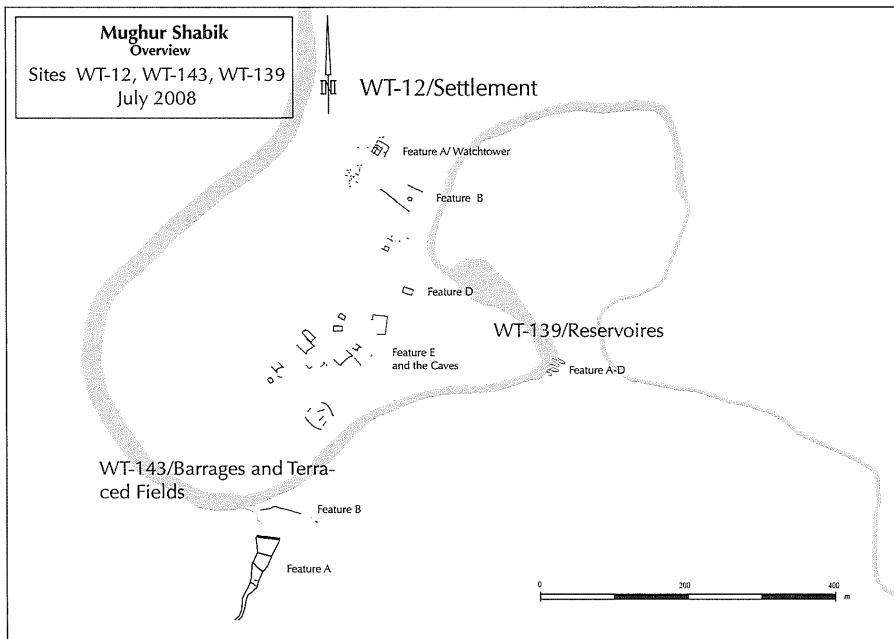 Mughur Shabik
Overview
Sites WT-12, WT-143, WT-139
July 2008
N
WT-12/Settlement
Feature A/ Watchtower
Feature B
Feature D
WT-139/Reservoires
Feature E
and the Caves
Feature A-D
WT-143/Barrages and Terra-
ced Fields
Feature B
Feature A
0 200 400
m